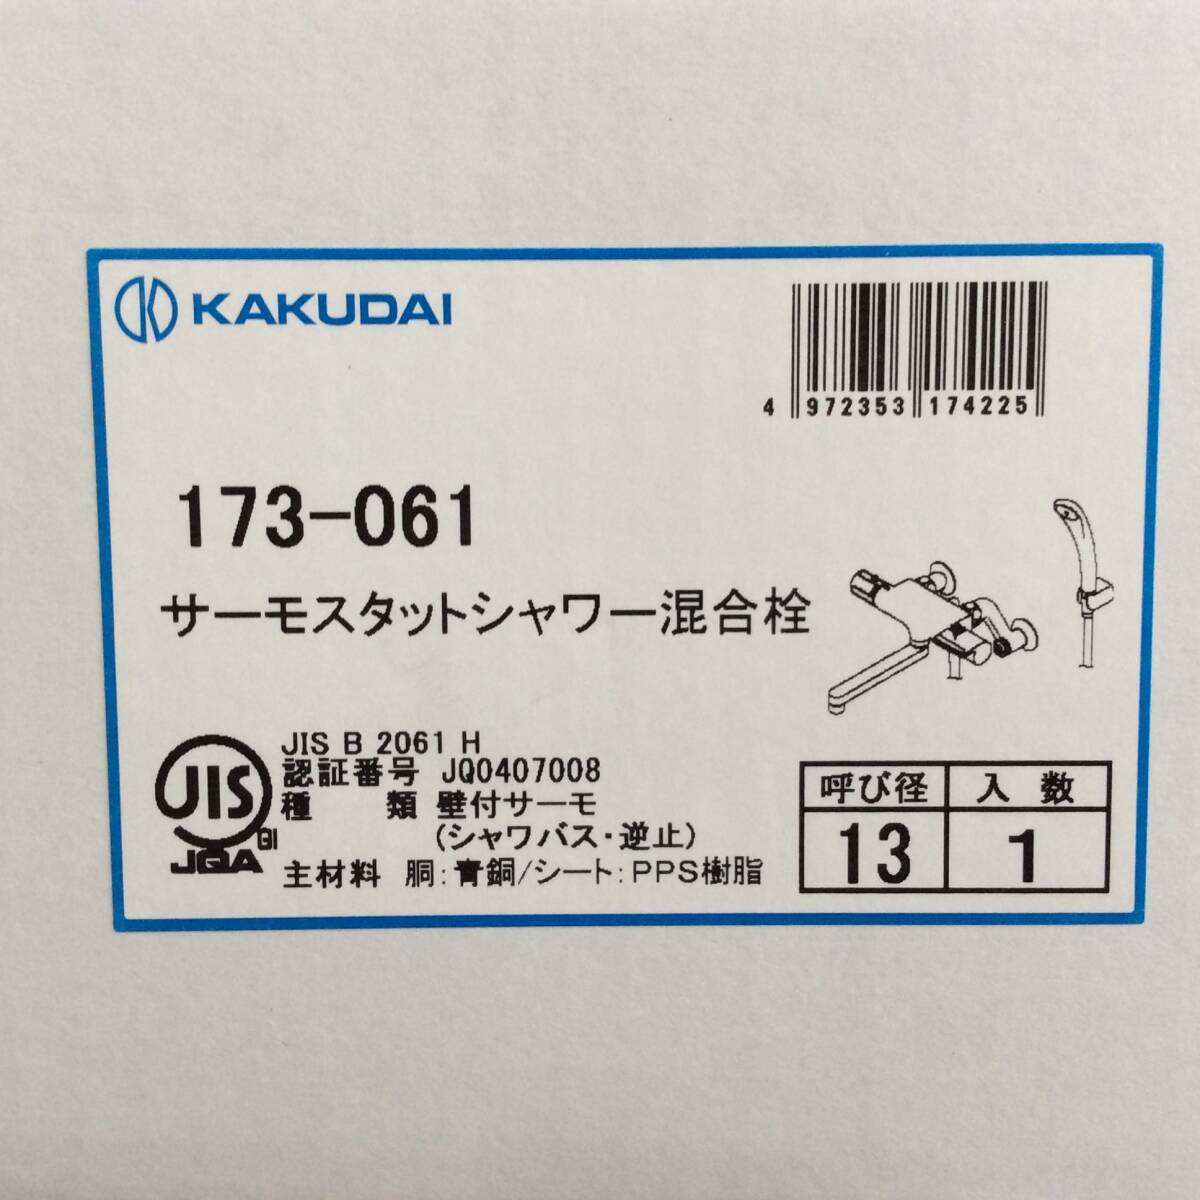 KAKUDAI
4 972353 174225
173-061
サーモスタットシャワー混合栓
JIS
GI
JQA
JIS B 2061 H
認証番号 JQ0407008
種 類 壁付サーモ
(シャワバス・逆止)
主材料 胴:青銅/シート:PPS樹脂
呼び径 入 数
13 1